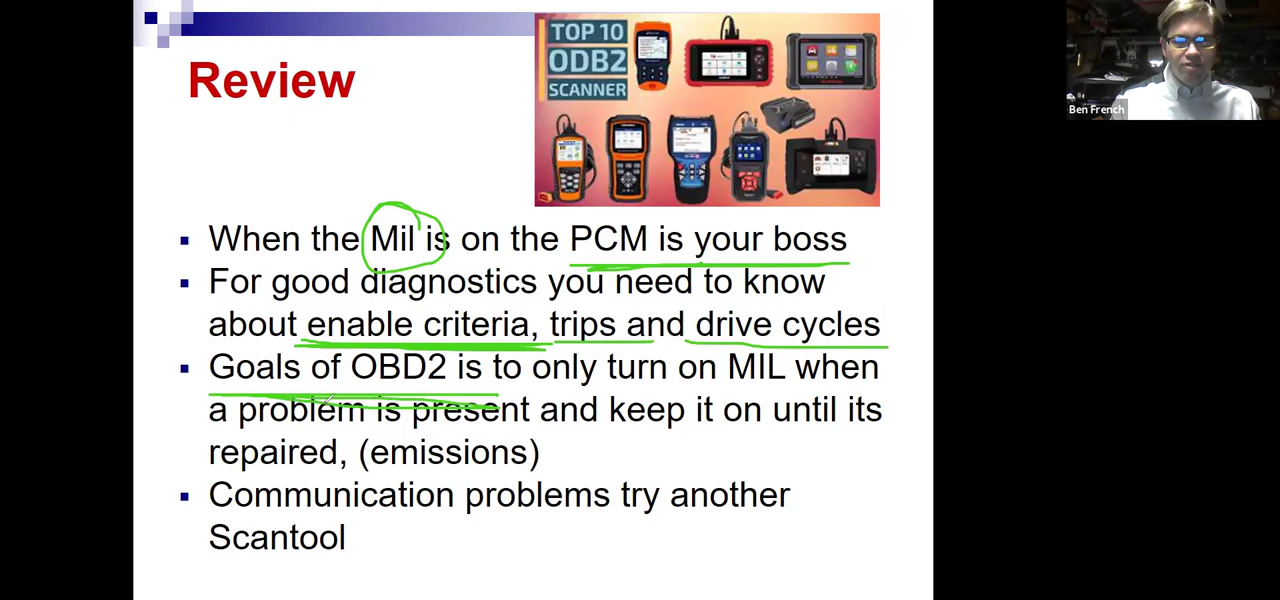 Review
TOP 10
ODB2
SCANNER
Ben French
When the Mil is on the PCM is your boss
For good diagnostics you need to know
about enable criteria, trips and drive cycles
Goals of OBD2 is to only turn on MIL when
a problem is present and keep it on until its
repaired, (emissions)
Communication problems try another
Scantool